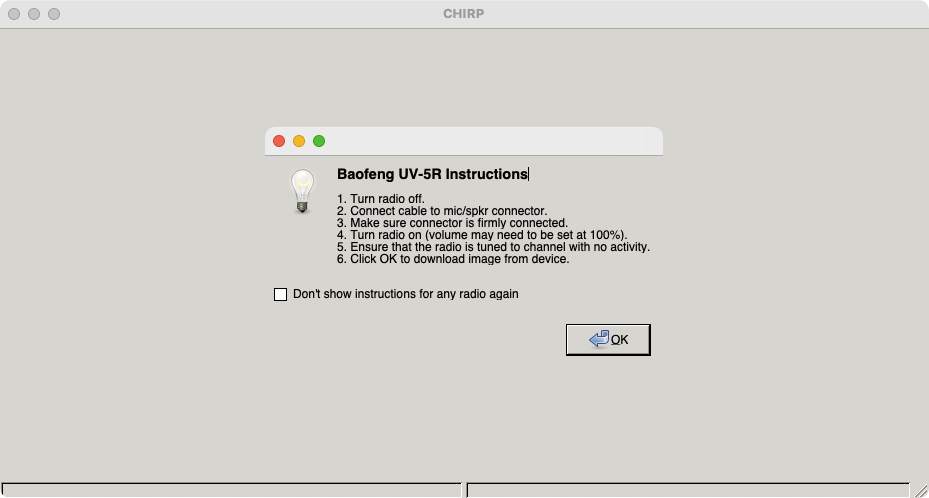 CHIRP
Baofeng UV-5R Instructions
1. Turn radio off.
2. Connect cable to mic/spkr connector.
3. Make sure connector is firmly connected.
4. Turn radio on (volume may need to be set at 100%).
5. Ensure that the radio is tuned to channel with no activity.
6. Click OK to download image from device.
Don't show instructions for any radio again
OK